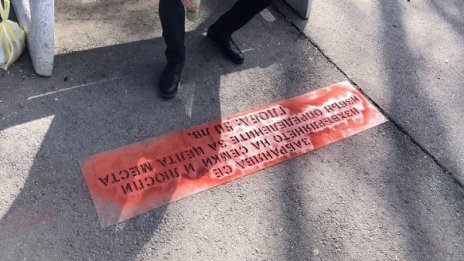 ЗАБРАНЯВА СЕ
ИЗХВЪРЛЯНЕТО НА СЕМКИ И ЛЮСПИ
ИЗВЪН ОПРЕДЕЛЕНИТЕ ЗА ЦЕЛТА МЕСТА
ГЛОБА: 50 ЛВ.